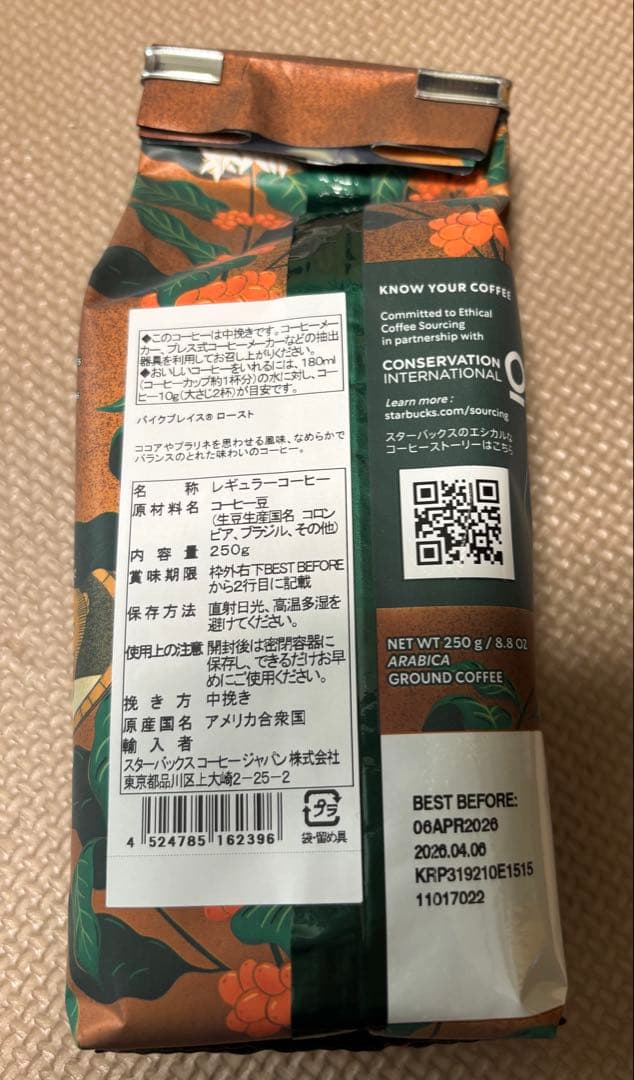 ◆このコーヒーは中挽きです。コーヒーメー
カー、プレス式コーヒーメーカーなどの抽出
器具を利用してお召し上がりください。
◆おいしいコーヒーをいれるには、180ml
(コーヒーカップ約1杯分)の水に対し、コー
ヒー10g(大さじ2杯)が目安です。
パイクプレイス® ロースト
ココアやプラリネを思わせる風味、なめらかで
バランスのとれた味わいのコーヒー。
名 称 レギュラーコーヒー
原材料名 コーヒー豆
(生豆生産国名 コロン
ビア、ブラジル、その他)
内容量 250g
賞味期限 枠外右下BEST BEFORE
から2行目に記載
保存方法 直射日光、高温多湿を
避けてください。
使用上の注意 開封後は密閉容器に
保存し、できるだけお早
めにご使用ください。
挽き方 中挽き
原産国名 アメリカ合衆国
輸入者
スターバックス コーヒー ジャパン 株式会社
東京都品川区上大崎2-25-2
4 524785 162396
プラ
袋・留め具
KNOW YOUR COFFEE
Committed to Ethical
Coffee Sourcing
in partnership with
CONSERVATION
INTERNATIONAL
Learn more :
starbucks.com/sourcing
スターバックスのエシカルな
コーヒーストーリーはこちら
NET WT 250 g / 8.8 OZ
ARABICA
GROUND COFFEE
BEST BEFORE:
06APR2026
2026.04.06
KRP319210E1515
11017022